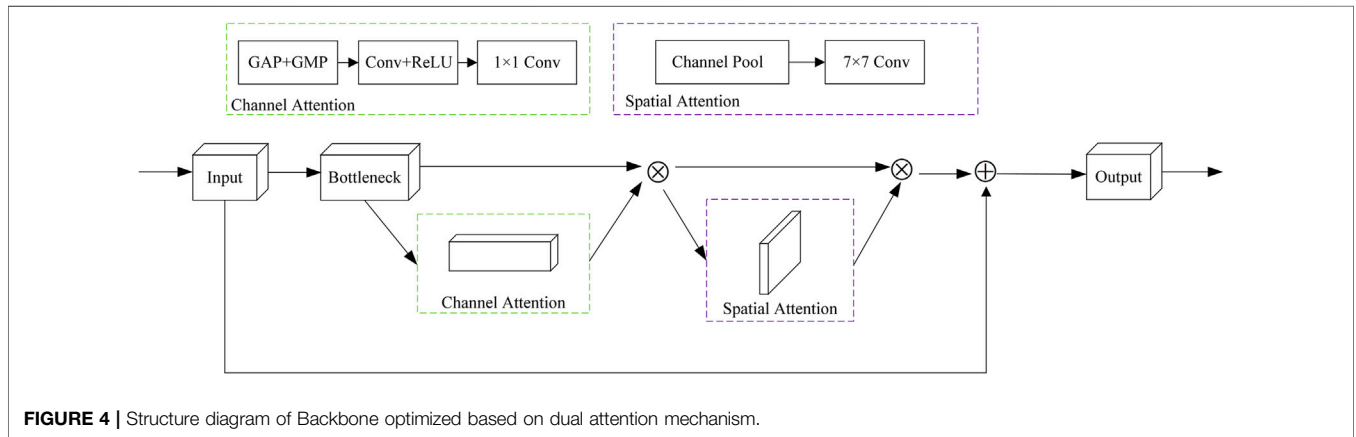 GAP+GMP
Conv+ReLU
1×1 Conv
Channel Attention
Channel Pool
7×7 Conv
Spatial Attention
Input
Bottleneck
Output
Channel Attention
Spatial Attention
FIGURE 4 | Structure diagram of Backbone optimized based on dual attention mechanism.